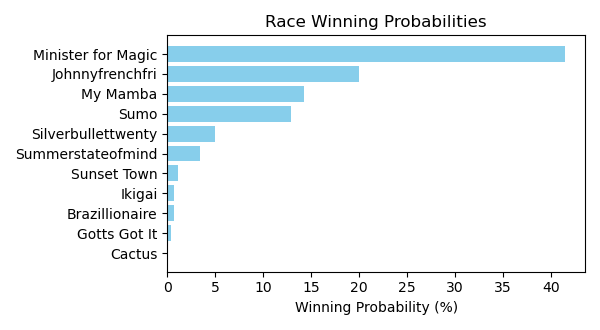 Race Winning Probabilities
Minister for Magic
Johnnyfrenchfri
My Mamba
Sumo
Silverbullettwenty
Summerstateofmind
Sunset Town
Ikigai
Brazillionaire
Gotts Got It
Cactus
0 5 10 15 20 25 30 35 40
Winning Probability (%)